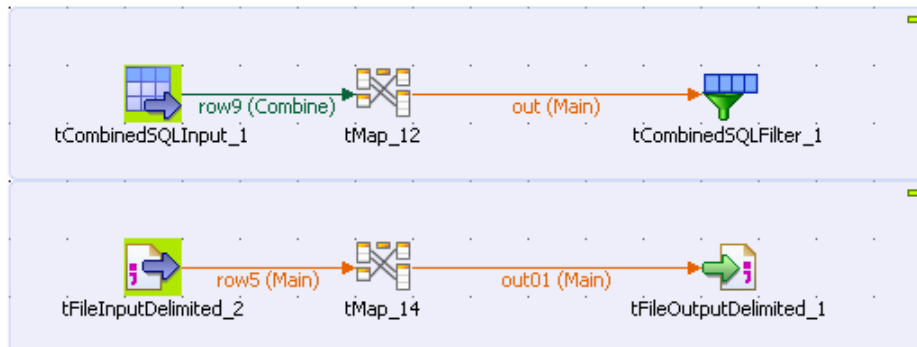 row9 (Combine)
out (Main)
tCombinedSQLInput_1
tMap_12
tCombinedSQLFilter_1
row5 (Main)
out01 (Main)
tFileInputDelimited_2
tMap_14
tFileOutputDelimited_1